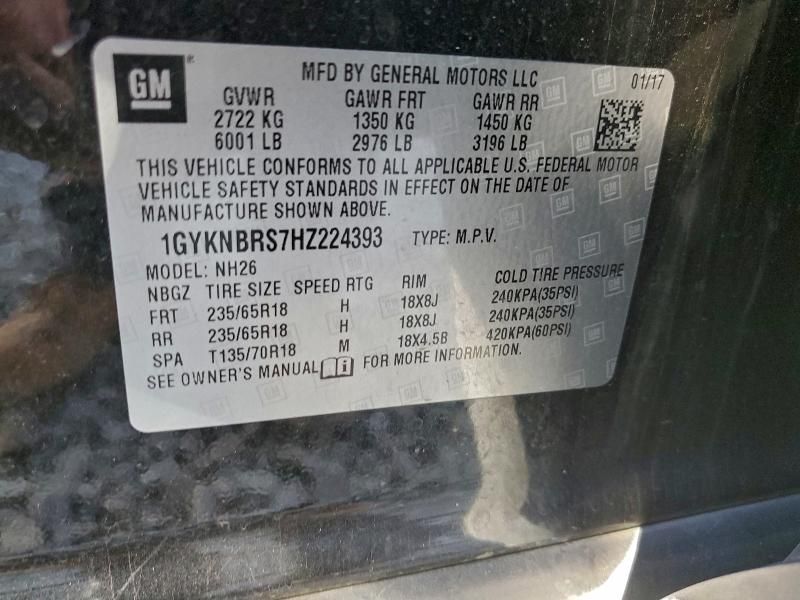 GM
MFD BY GENERAL MOTORS LLC 01/17
GVWR GAWR FRT GAWR RR
2722 KG 1350 KG 1450 KG
6001 LB 2976 LB 3196 LB
THIS VEHICLE CONFORMS TO ALL APPLICABLE U.S. FEDERAL MOTOR
VEHICLE SAFETY STANDARDS IN EFFECT ON THE DATE OF
MANUFACTURE SHOWN ABOVE.
1GYKNBRS7HZ224393 TYPE: M.P.V.
MODEL: NH26
NBGZ TIRE SIZE SPEED RTG RIM COLD TIRE PRESSURE
FRT 235/65R18 H 18X8J 240KPA(35PSI)
RR 235/65R18 H 18X8J 240KPA(35PSI)
SPA T135/70R18 M 18X4.5B 420KPA(60PSI)
SEE OWNER'S MANUAL i FOR MORE INFORMATION.